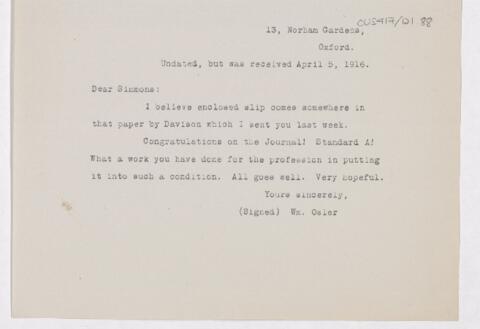 CUS417/121.88
13, Norham Gardens,
Oxford.
Undated, but was received April 5, 1916.
Dear Simmons:
I believe enclosed slip comes somewhere in
that paper by Davison which I sent you last week.
Congratulations on the Journal! Standard A!
What a work you have done for the profession in putting
it into such a condition. All goes well. Very hopeful.
Yours sincerely,
(Signed) Wm. Osler